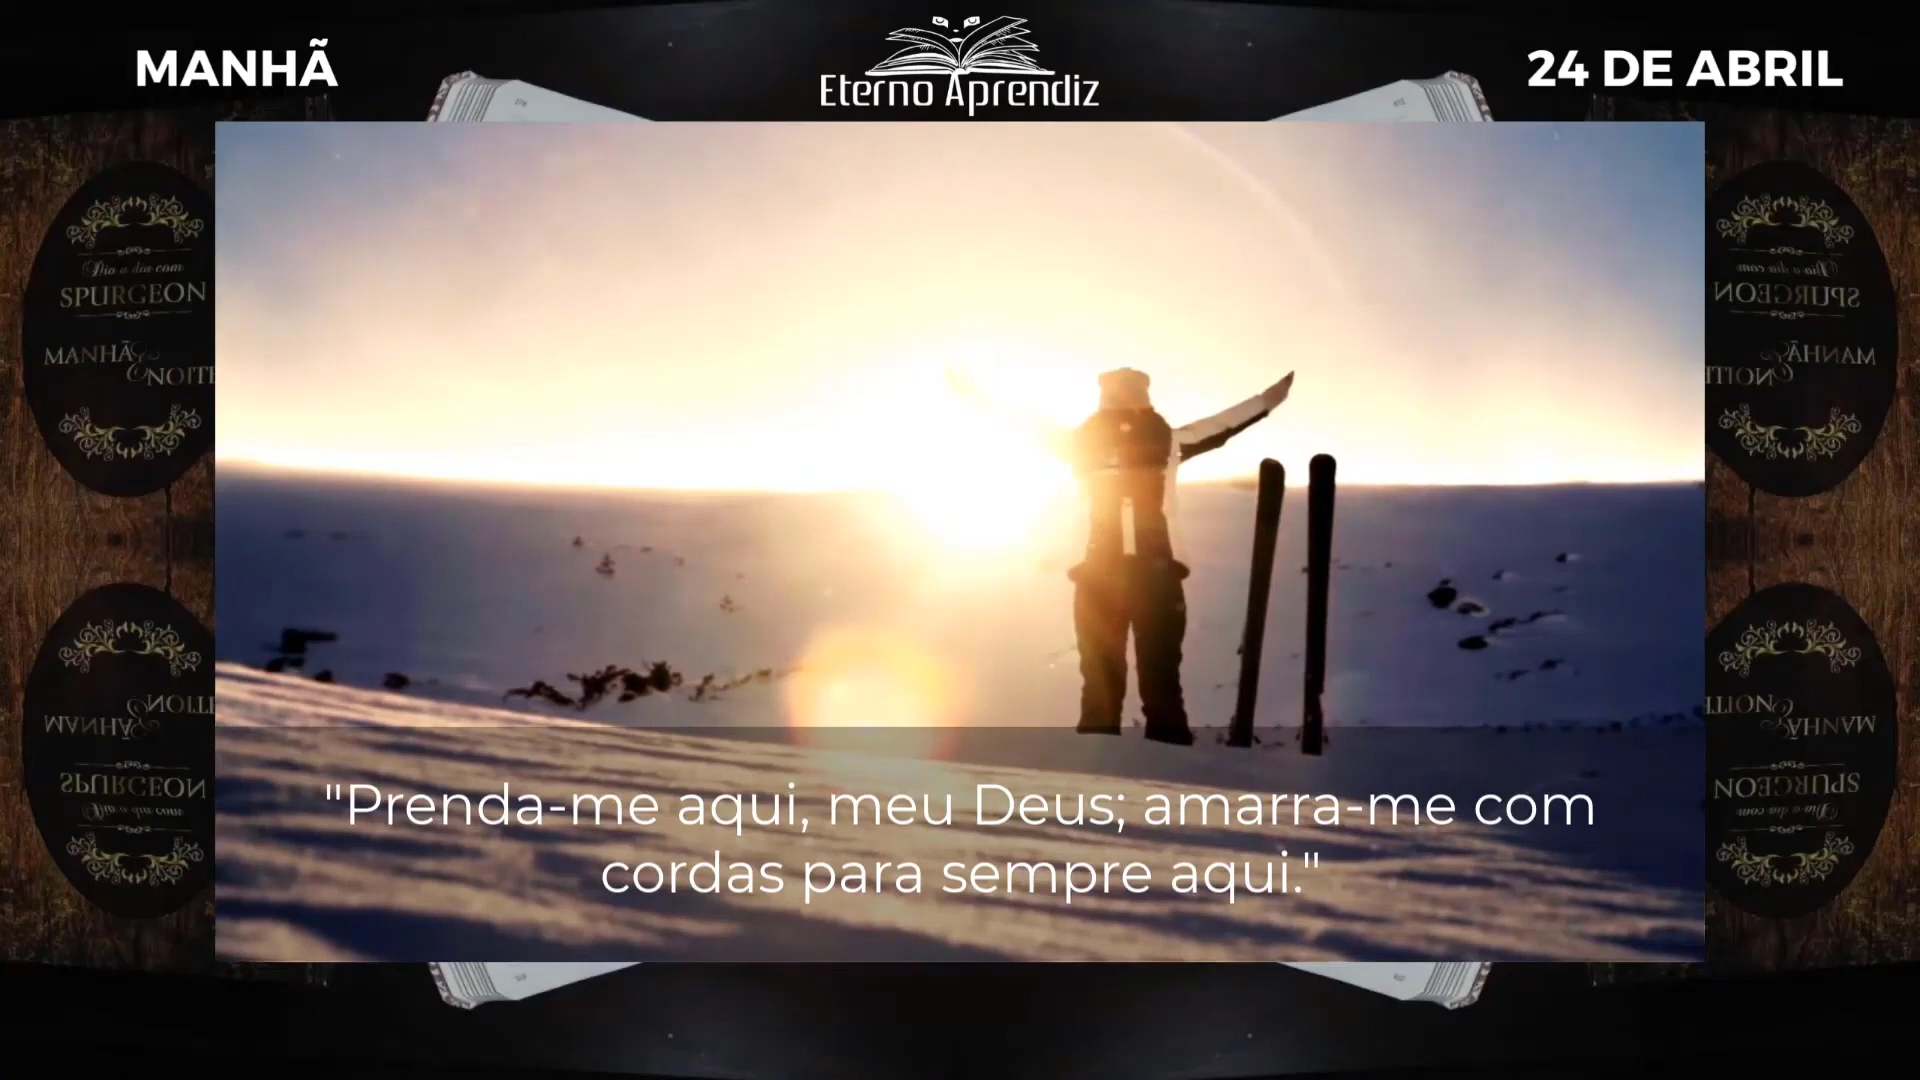 MANHÃ
Eterno Aprendiz
24 DE ABRIL
Dia a dia com
SPURGEON
MANHÃ
E
NOITE
"Prenda-me aqui, meu Deus; amarra-me com
cordas para sempre aqui."